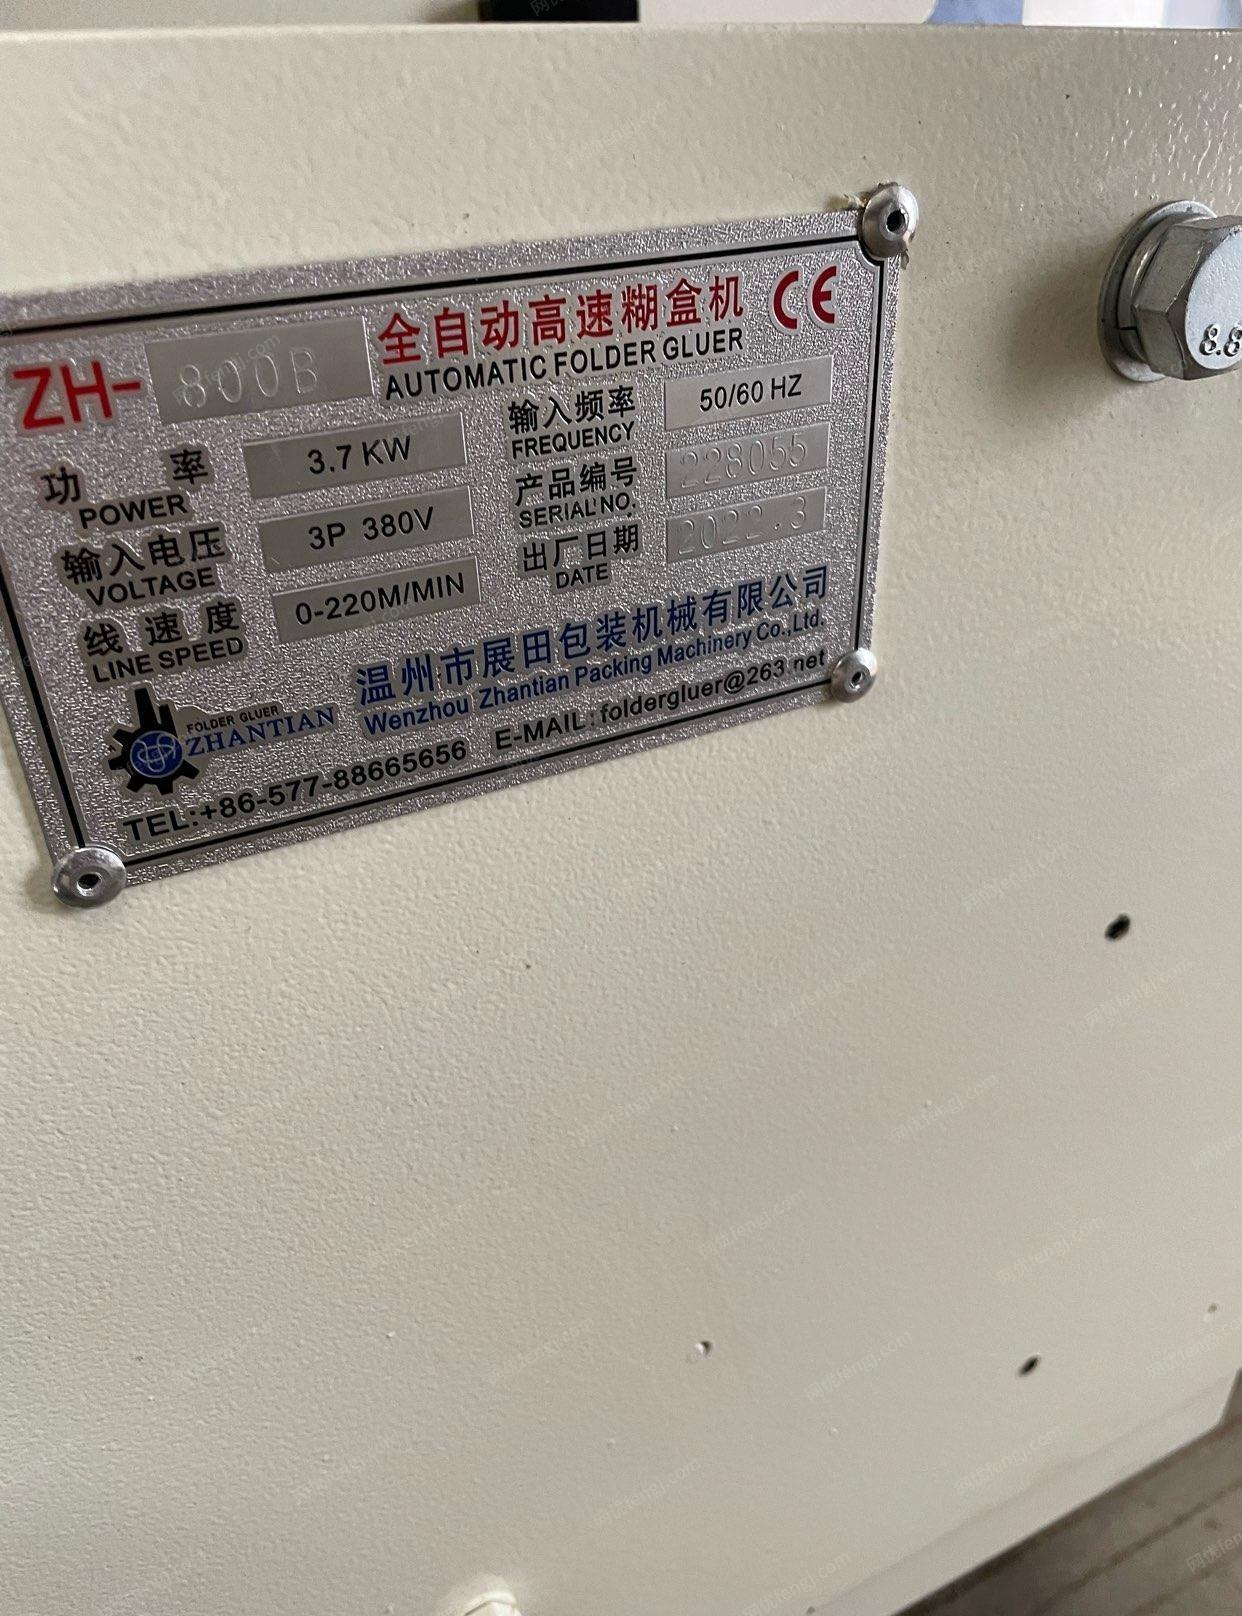 ZH- 800B 全自动高速糊盒机 CE
AUTOMATIC FOLDER GLUER
功率 3.7 KW 输入频率 50/60 HZ
POWER FREQUENCY
输入电压 3P 380V 产品编号 228055
VOLTAGE SERIAL'NO.
线速度 0-220M/MIN 出厂日期 2022.3
LINE SPEED DATE
温州市展田包装机械有限公司
Wenzhou Zhantian Packing Machinery Co.,Ltd.
FOLDER GLUER
ZHANTIAN
TEL:+86-577-88665656 E-MAIL:foldergluer@263.net
8.8